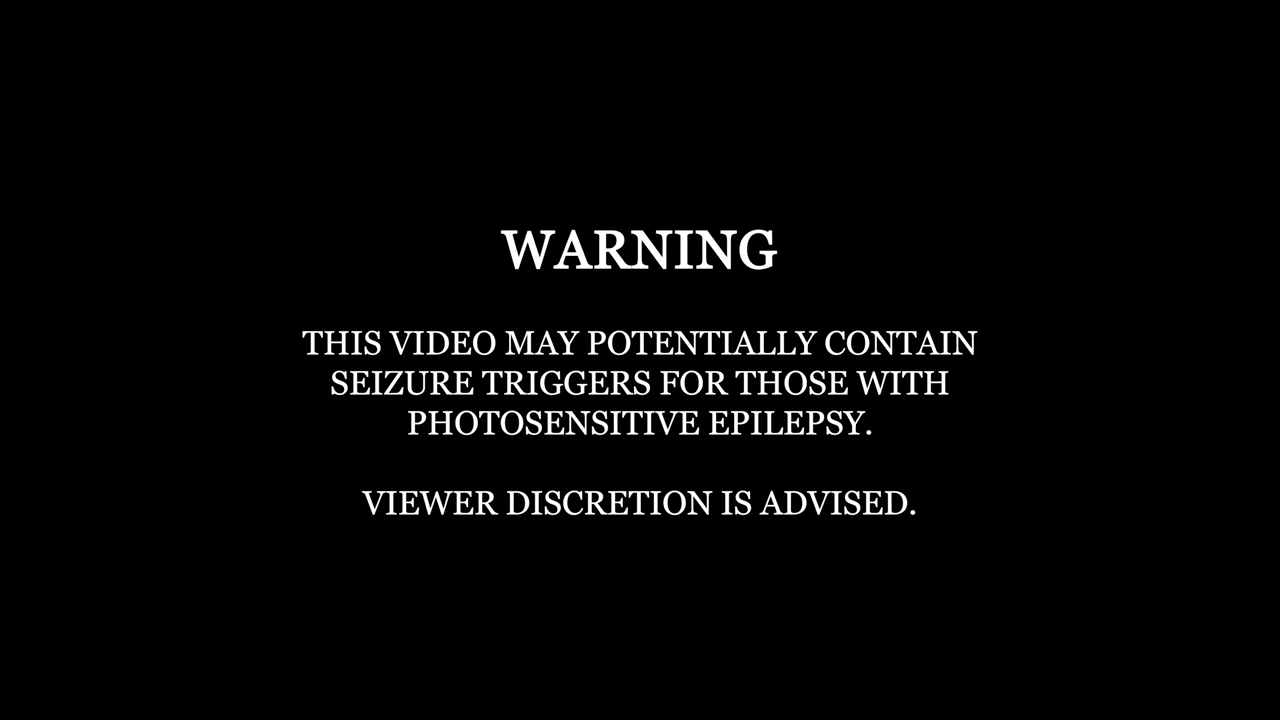 WARNING
THIS VIDEO MAY POTENTIALLY CONTAIN
SEIZURE TRIGGERS FOR THOSE WITH
PHOTOSENSITIVE EPILEPSY.
VIEWER DISCRETION IS ADVISED.